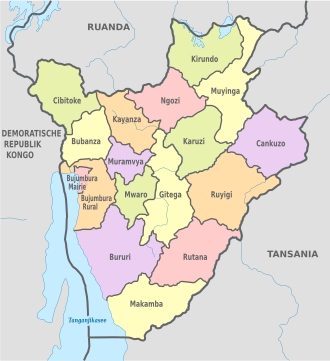 RUANDA
Kirundo
Cibitoke
Ngozi
Muyinga
Kayanza
DEMORATISCHE
REPUBLIK
KONGO
Bubanza
Karuzi
Cankuzo
Muramvya
Bujumbura
Mairie
Mwaro
Gitega
Ruyigi
Bujumbura
Rural
Bururi
Rutana
TANSANIA
Makamba
Tanganjikasee